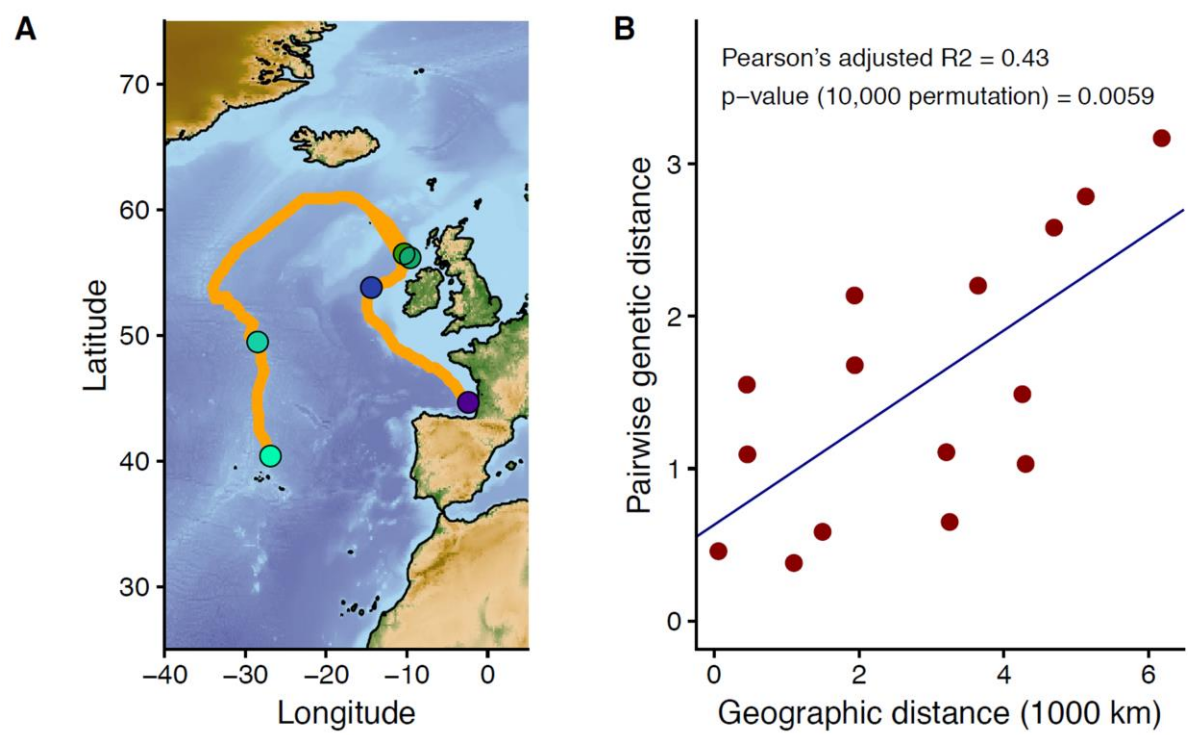 A
70
60
50
40
30
Latitude
−40 −30 −20 −10 0
Longitude
B
Pearson's adjusted R2 = 0.43
p−value (10,000 permutation) = 0.0059
3
2
1
0
Pairwise genetic distance
0 2 4 6
Geographic distance (1000 km)